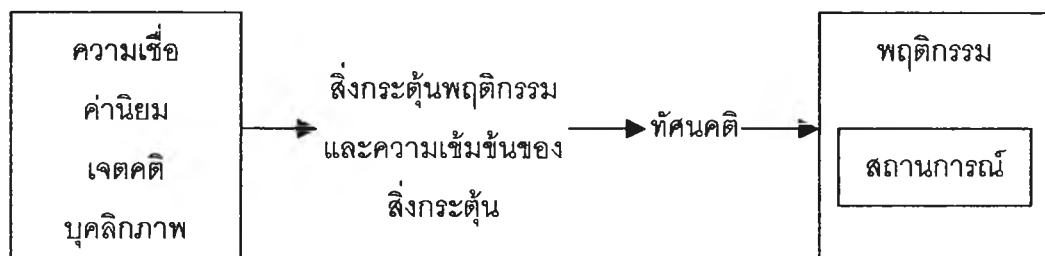 ความเชื่อ
ค่านิยม
เจตคติ
บุคลิกภาพ
สิ่งกระตุ้นพฤติกรรม
และความเข้มข้นของ
สิ่งกระตุ้น
ทัศนคติ
พฤติกรรม
สถานการณ์